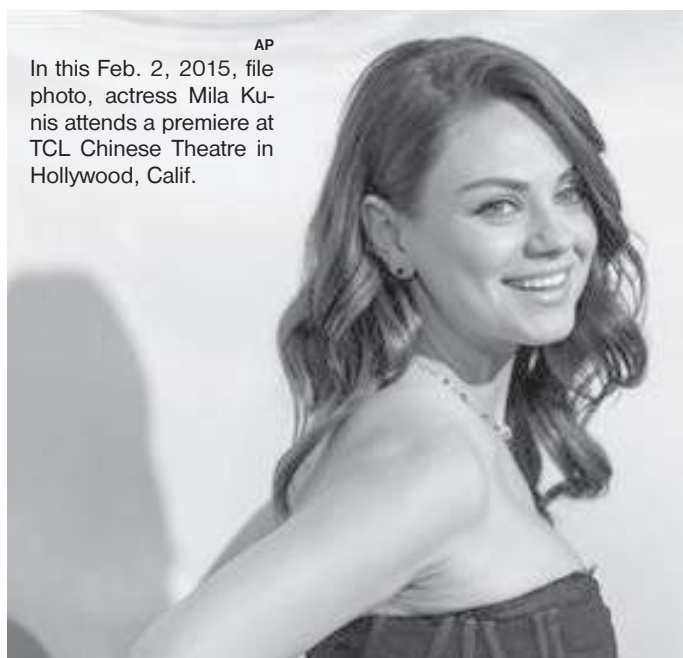 AP
In this Feb. 2, 2015, file
photo, actress Mila Ku-
nis attends a premiere at
TCL Chinese Theatre in
Hollywood, Calif.